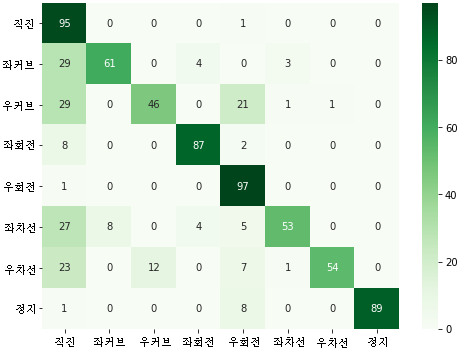 직진 95 0 0 0 1 0 0 0
좌커브 29 61 0 4 0 3 0 0
우커브 29 0 46 0 21 1 1 0
좌회전 8 0 0 87 2 0 0 0
우회전 1 0 0 0 97 0 0 0
좌차선 27 8 0 4 5 53 0 0
우차선 23 0 12 0 7 1 54 0
정지 1 0 0 0 8 0 0 89
직진 좌커브 우커브 좌회전 우회전 좌차선 우차선 정지
80
60
40
20
0